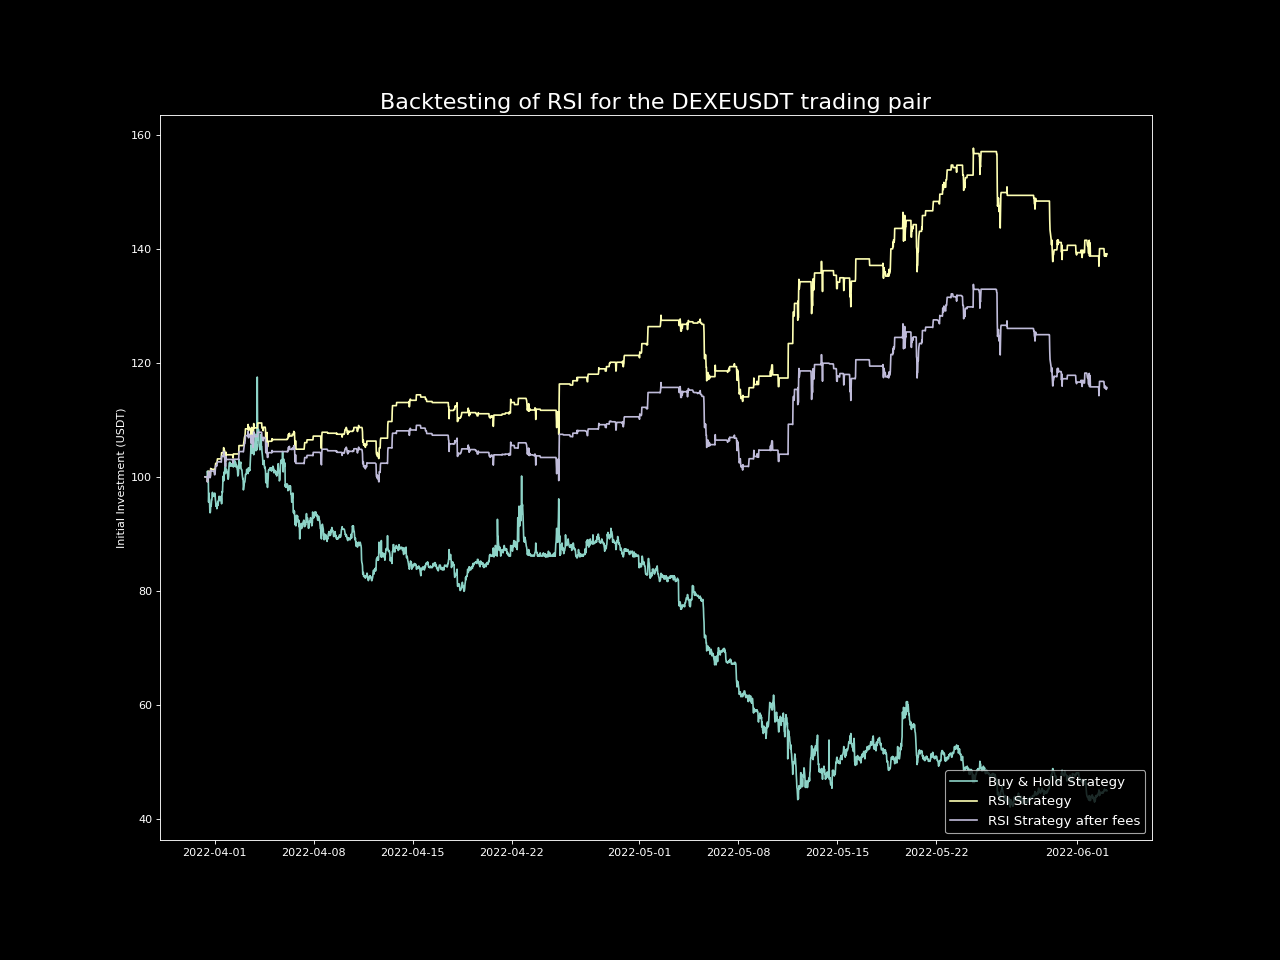 Backtesting of RSI for the DEXEUSDT trading pair
160
140
120
100
80
60
40
Initial Investment (USDT)
2022-04-01 2022-04-08 2022-04-15 2022-04-22 2022-05-01 2022-05-08 2022-05-15 2022-05-22 2022-06-01
Buy & Hold Strategy
RSI Strategy
RSI Strategy after fees